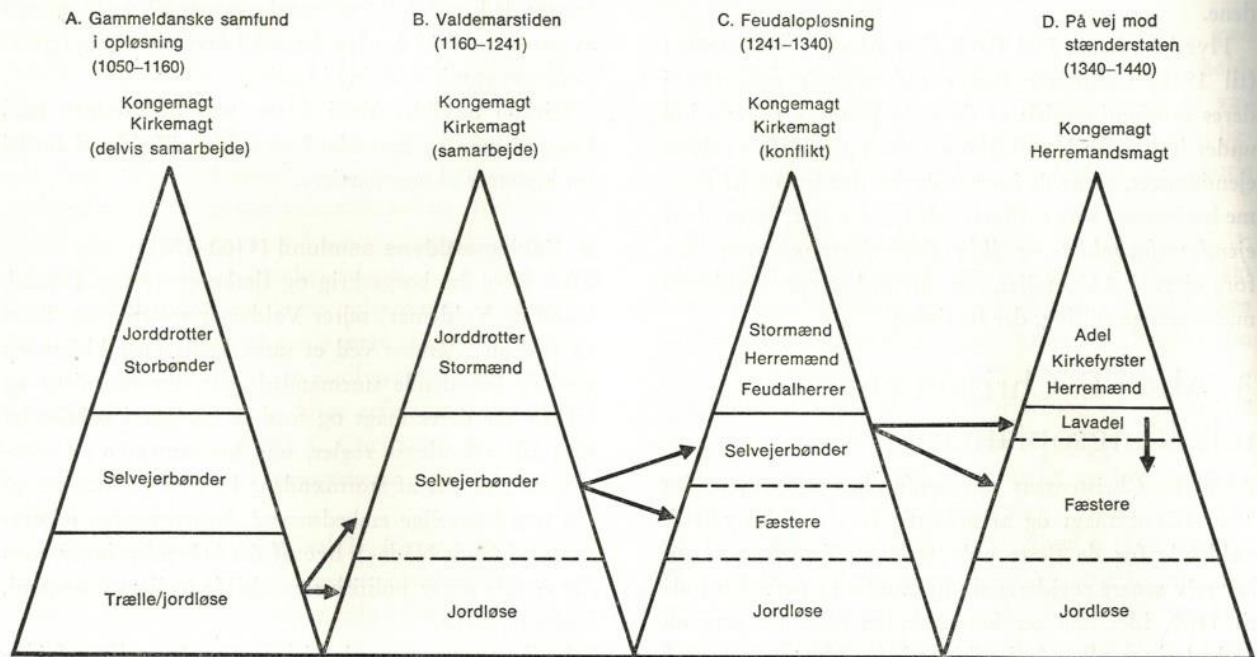 A. Gammeldanske samfund
i opløsning
(1050–1160)
Kongemagt
Kirkemagt
(delvis samarbejde)
Jorddrotter
Storbønder
Selvejerbønder
Trælle/jordløse
B. Valdemarstiden
(1160–1241)
Kongemagt
Kirkemagt
(samarbejde)
Jorddrotter
Stormænd
Selvejerbønder
Jordløse
C. Feudalopløsning
(1241–1340)
Kongemagt
Kirkemagt
(konflikt)
Stormænd
Herremænd
Feudalherrer
Selvejerbønder
Fæstere
Jordløse
D. På vej mod
stænderstaten
(1340–1440)
Kongemagt
Herremandsmagt
Adel
Kirkefyrster
Herremænd
Lavadel
Fæstere
Jordløse